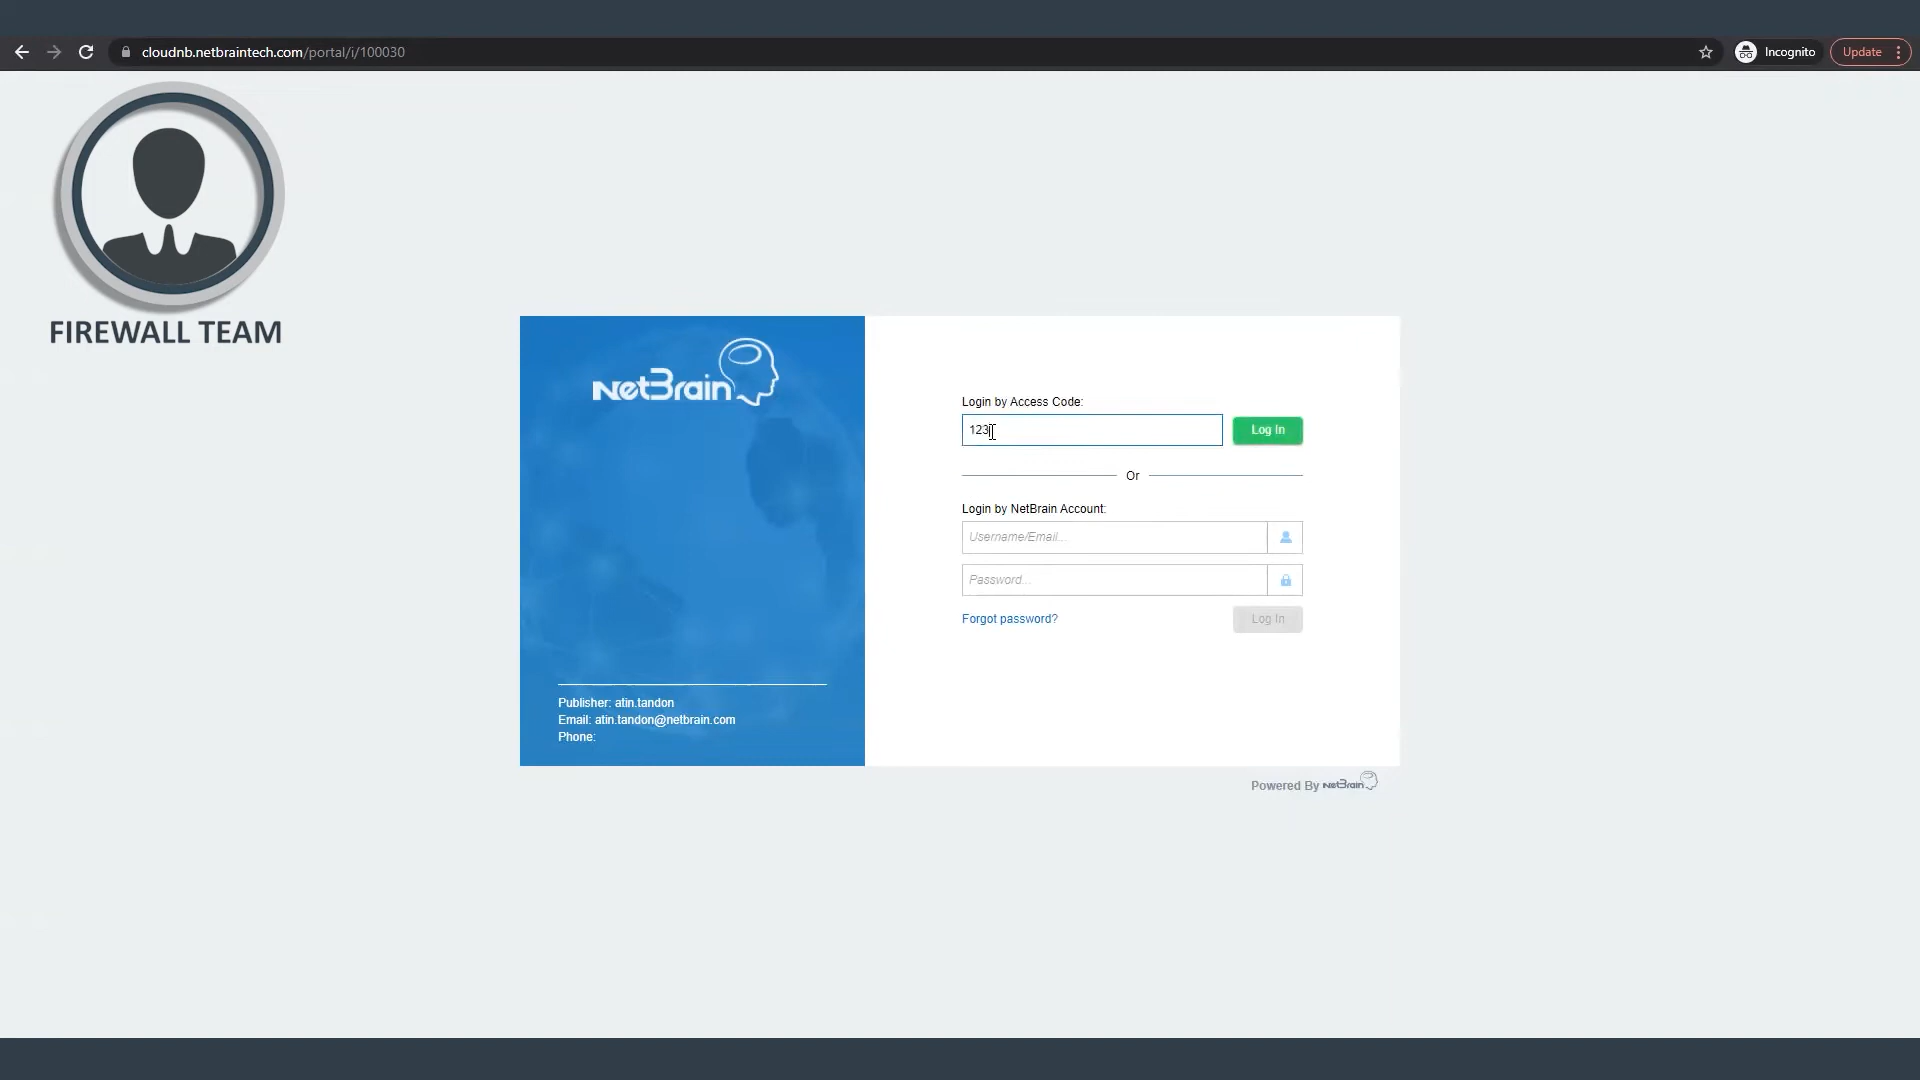 cloudnb.netbraintech.com/portal/i/100030
Incognito
Update
FIREWALL TEAM
NetBrain
Login by Access Code:
123
Log In
Or
Login by NetBrain Account:
Username/Email...
Password...
Forgot password?
Log In
Publisher: atin.tandon
Email: atin.tandon@netbrain.com
Phone:
Powered By NetBrain